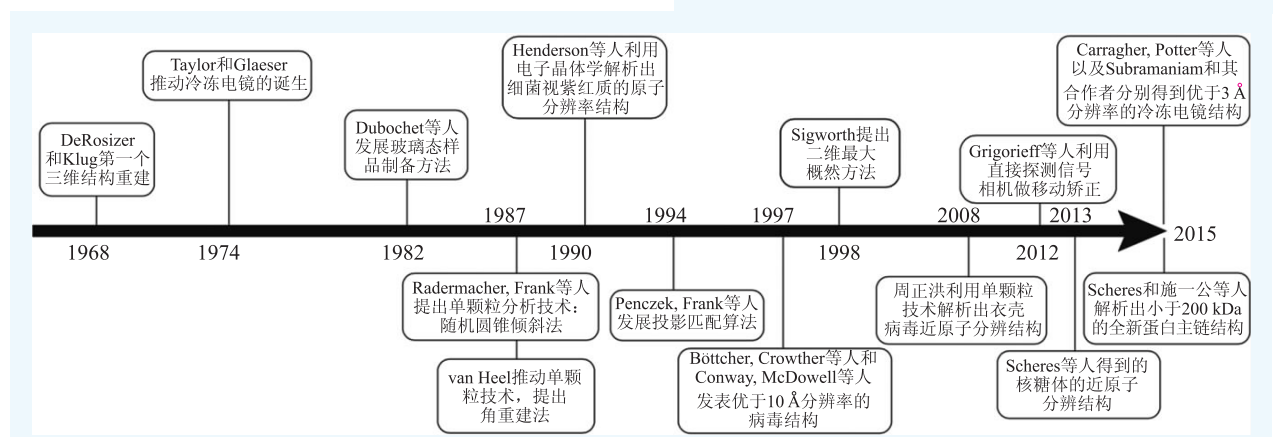 DeRosizer
和Klug第一个
三维结构重建
Taylor和Glaeser
推动冷冻电镜的诞生
Dubochet等人
发展玻璃态样
品制备方法
Henderson等人利用
电子晶体学解析出
细菌视紫红质的原子
分辨率结构
Sigworth提出
二维最大
概然方法
Grigorieff等人利用
直接探测信号
相机做移动矫正
Carragher, Potter等人
以及Subramaniam和其
合作者分别得到优于3 Å
分辨率的冷冻电镜结构
1987
1994
1997
2008
2013
2015
1968
1974
1982
1990
1998
2012
Radermacher, Frank等人
提出单颗粒分析技术：
随机圆锥倾斜法
van Heel推动单颗
粒技术，提出
角重建法
Penczek, Frank等人
发展投影匹配算法
Böttcher, Crowther等人和
Conway, McDowell等人
发表优于10 Å分辨率的
病毒结构
周正洪利用单颗粒
技术解析出衣壳
病毒近原子分辨结构
Scheres等人得到的
核糖体的近原子
分辨结构
Scheres和施一公等人
解析出小于200 kDa
的全新蛋白主链结构